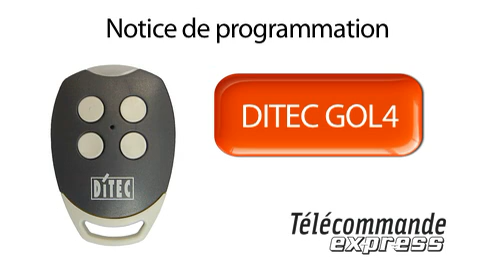 Notice de programmation
DITEC GOL4
DITEC
Télécommande
express